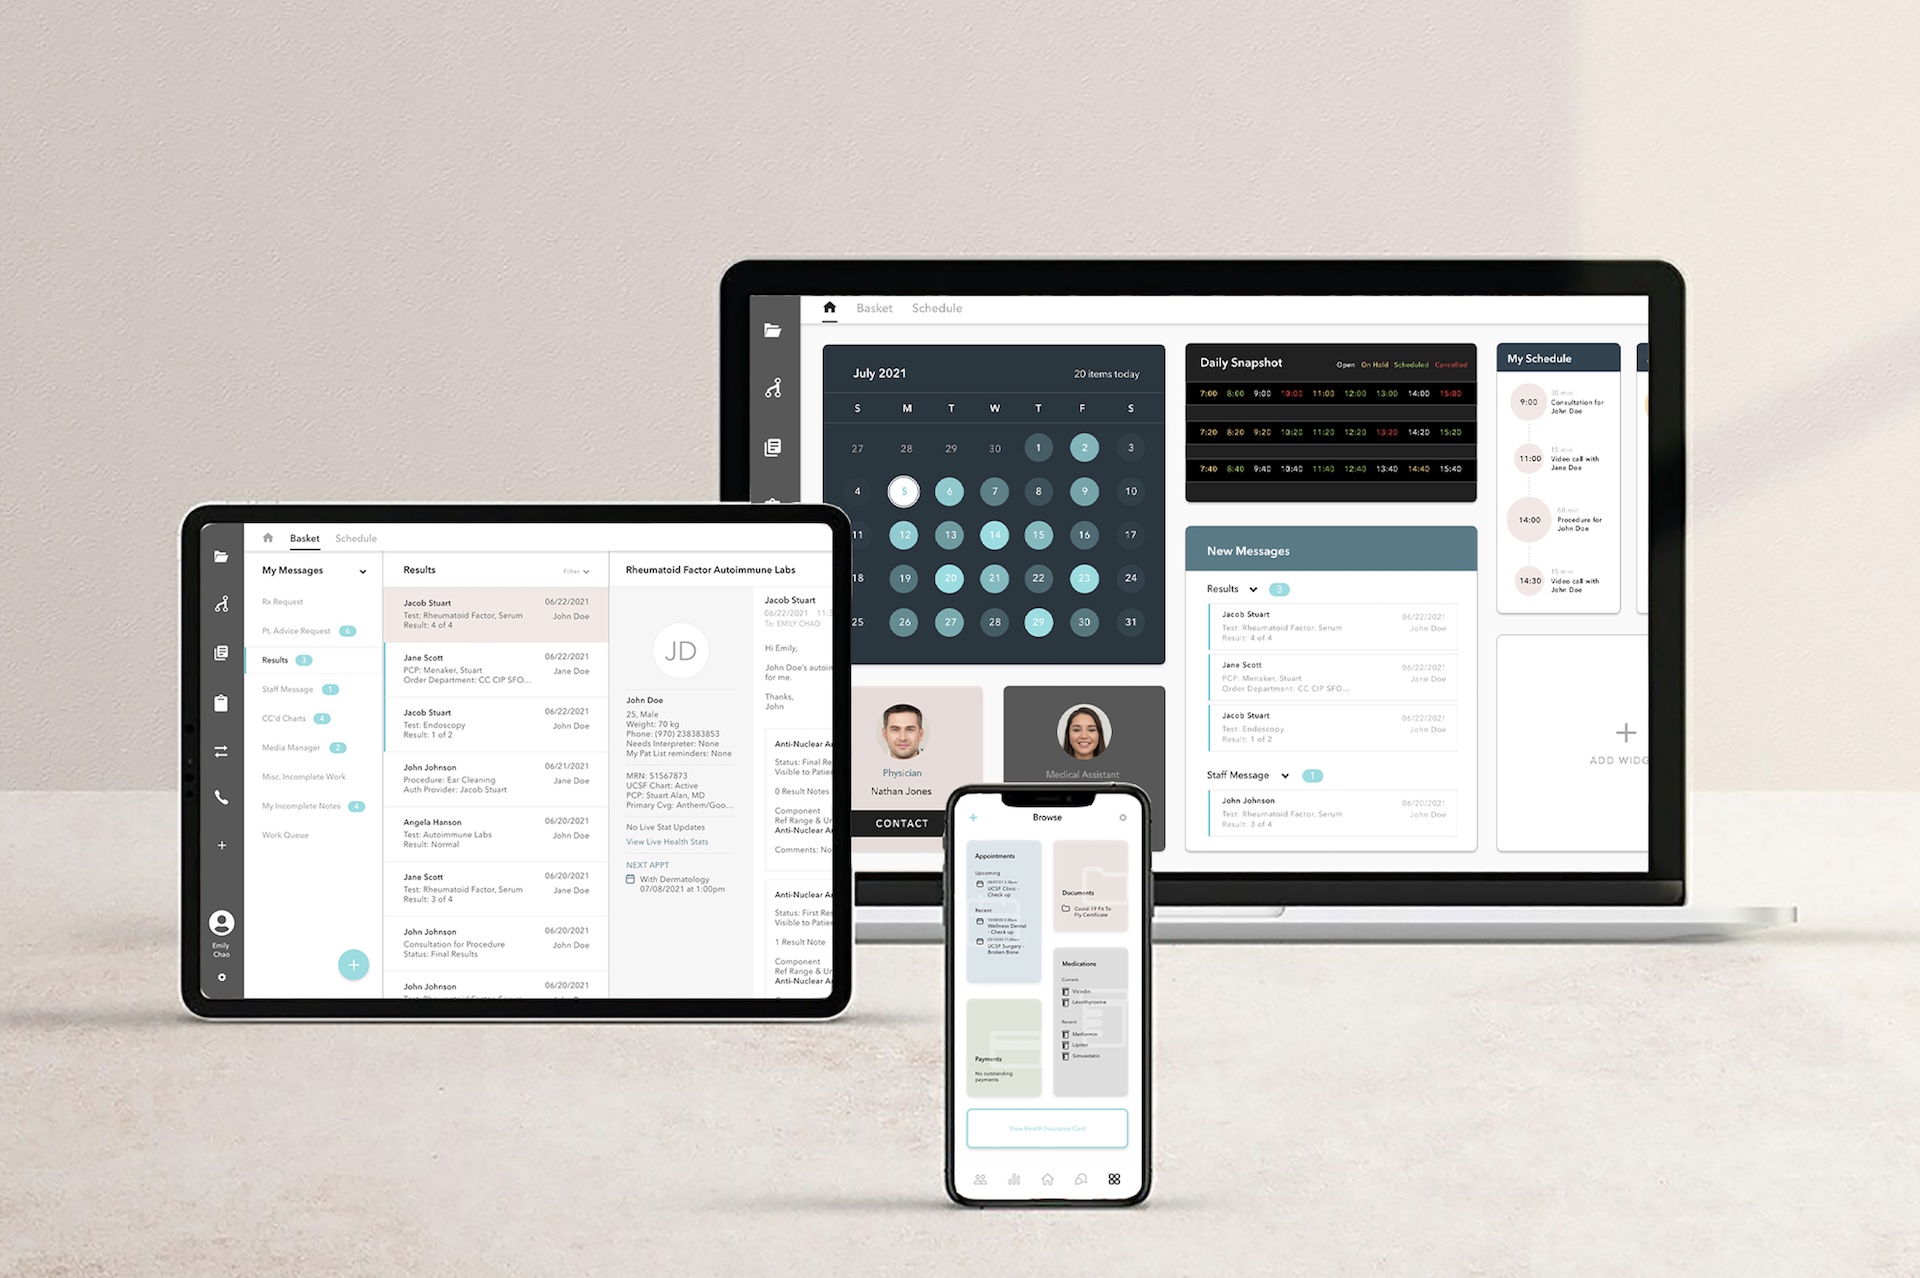 Basket Schedule
July 2021
20 items today
S M T W T F S
27 28 29 30 1 2 3
4 5 6 7 8 9 10
11 12 13 14 15 16 17
18 19 20 21 22 23 24
25 26 27 28 29 30 31
Physician
Nathan Jones
CONTACT
Medical Assistant
Daily Snapshot
Open On Hold Scheduled Cancelled
7:00 8:00 9:00 10:00 11:00 12:00 13:00 14:00 15:00
7:20 8:20 9:20 10:20 11:20 12:20 13:20 14:20 15:20
7:40 8:40 9:40 10:40 11:40 12:40 13:40 14:40 15:40
New Messages
Results 3
Jacob Stuart 06/22/2021
Test: Rheumatoid Factor, Serum John Doe
Result: 4 of 4
Jane Scott 06/22/2021
PCP: Menaker, Stuart Jane Doe
Order Department: CC CIP SFO...
Jacob Stuart 06/22/2021
Test: Endoscopy John Doe
Result: 1 of 2
Staff Message 1
John Johnson 06/20/2021
Test: Rheumatoid Factor, Serum John Doe
Result: 3 of 4
My Schedule
9:00
30 min
Consultation for
John Doe
11:00
15 min
Video call with
Jane Doe
14:00
60 min
Procedure for
John Doe
14:30
15 min
Video call with
John Doe
ADD WIDG
Basket Schedule
My Messages
Rx Request
Pt. Advice Request 6
Results 3
Staff Message 1
CC'd Charts 4
Media Manager 2
Misc. Incomplete Work
My Incomplete Notes 4
Work Queue
Emily
Chao
Results
Filter
Jacob Stuart 06/22/2021
Test: Rheumatoid Factor, Serum John Doe
Result: 4 of 4
Jane Scott 06/22/2021
PCP: Menaker, Stuart Jane Doe
Order Department: CC CIP SFO...
Jacob Stuart 06/22/2021
Test: Endoscopy John Doe
Result: 1 of 2
John Johnson 06/21/2021
Procedure: Ear Cleaning Jane Doe
Auth Provider: Jacob Stuart
Angela Hanson 06/20/2021
Test: Autoimmune Labs John Doe
Result: Normal
Jane Scott 06/20/2021
Test: Rheumatoid Factor, Serum Jane Doe
Result: 3 of 4
John Johnson 06/20/2021
Consultation for Procedure John Doe
Status: Final Results
John Johnson 06/20/2021
Rheumatoid Factor Autoimmune Labs
JD
John Doe
25, Male
Weight: 70 kg
Phone: (970) 238383853
Needs Interpreter: None
My Pat List reminders: None
MRN: 51567873
UCSF Chart: Active
PCP: Stuart Alan, MD
Primary Cvg: Anthem/Goo...
No Live Stat Updates
View Live Health Stats
NEXT APPT
With Dermatology
07/08/2021 at 1:00pm
Jacob Stuart
06/22/2021 11:3
To: EMILY CHAO
Hi Emily,
John Doe's autoin
for me.
Thanks,
John
Anti-Nuclear A
Status: Final Re
Visible to Patie
0 Result Notes
Component
Ref Range & Ur
Anti-Nuclear A
Comments: No
Anti-Nuclear A
Status: First Res
Visible to Patie
1 Result Note
Component
Ref Range & Ur
Anti-Nuclear A
Browse
Appointments
Upcoming
UCSF Clinic -
Check up
Recent
Wellness Dental
- Check up
UCSF Surgery -
Broken Bone
Documents
Covid-19 Fit To
Fly Certificate
Medications
Current
Vicodin
Levothyroxine
Recent
Metformin
Lipitor
Simvastatin
Payments
No outstanding
payments
View Health Insurance Card